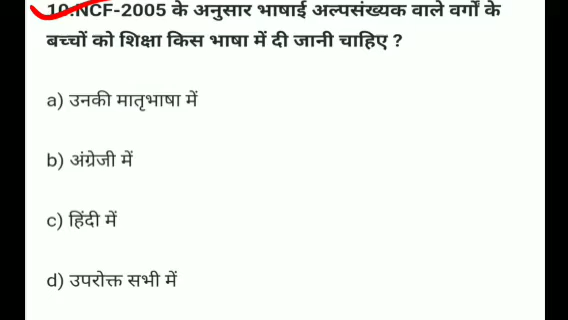 10.NCF-2005 के अनुसार भाषाई अल्पसंख्यक वाले वर्गों के
बच्चों को शिक्षा किस भाषा में दी जानी चाहिए ?
a) उनकी मातृभाषा में
b) अंग्रेजी में
c) हिंदी में
d) उपरोक्त सभी में